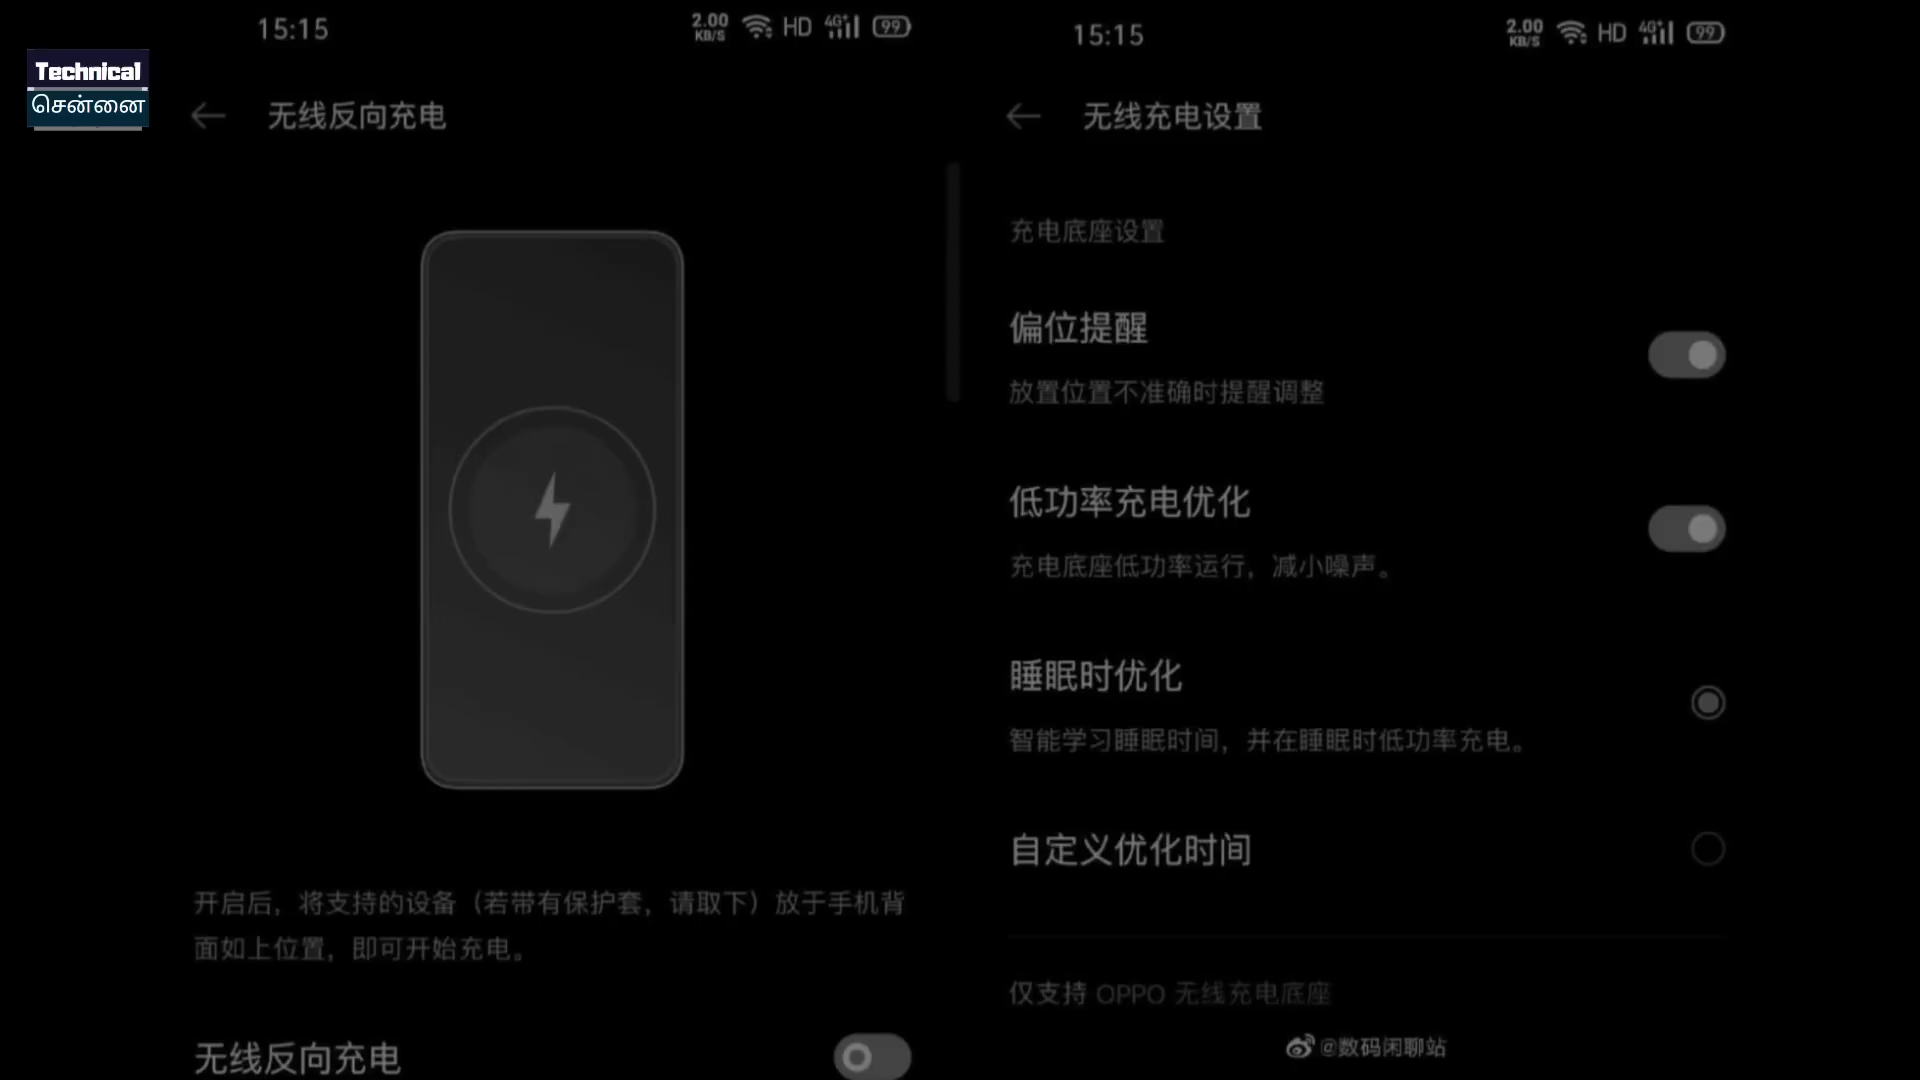 Technical
சென்னை
15:15
2.00
KB/S
HD
4G+
99
无线反向充电
开启后，将支持的设备（若带有保护套，请取下）放于手机背
面如上位置，即可开始充电。
无线反向充电
15:15
2.00
KB/S
HD
4G+
99
无线充电设置
充电底座设置
偏位提醒
放置位置不准确时提醒调整
低功率充电优化
充电底座低功率运行，减小噪声。
睡眠时优化
智能学习睡眠时间，并在睡眠时低功率充电。
自定义优化时间
仅支持 OPPO 无线充电底座
@数码闲聊站